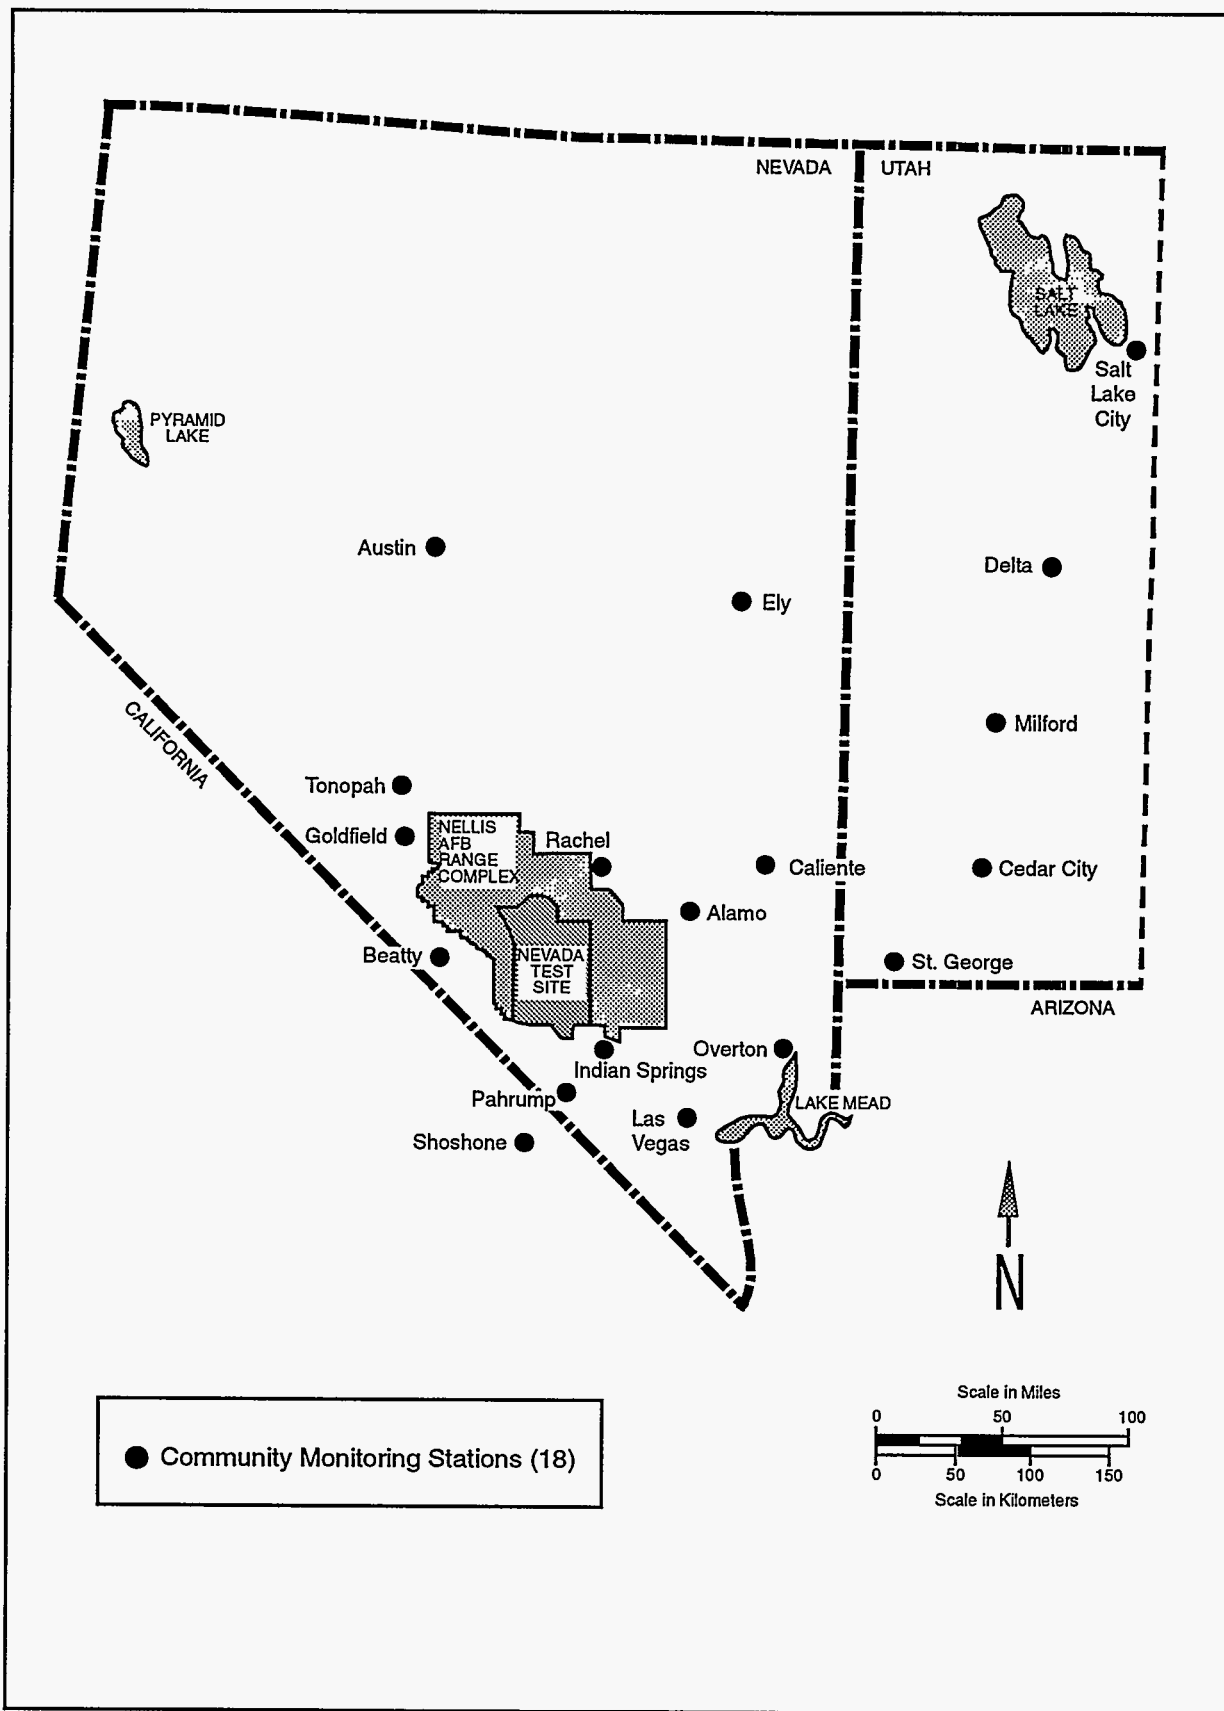 NEVADA
UTAH
SALT
LAKE
Salt
Lake
City
PYRAMID
LAKE
Austin
Delta
Ely
CALIFORNIA
Milford
Tonopah
Goldfield
NELLIS
AFB
RANGE
COMPLEX
Rachel
Caliente
Cedar City
Alamo
Beatty
NEVADA
TEST
SITE
St. George
ARIZONA
Indian Springs
Overton
Pahrump
LAKE MEAD
Las
Vegas
Shoshone
N
Community Monitoring Stations (18)
Scale in Miles
0 50 100
0 50 100 150
Scale in Kilometers